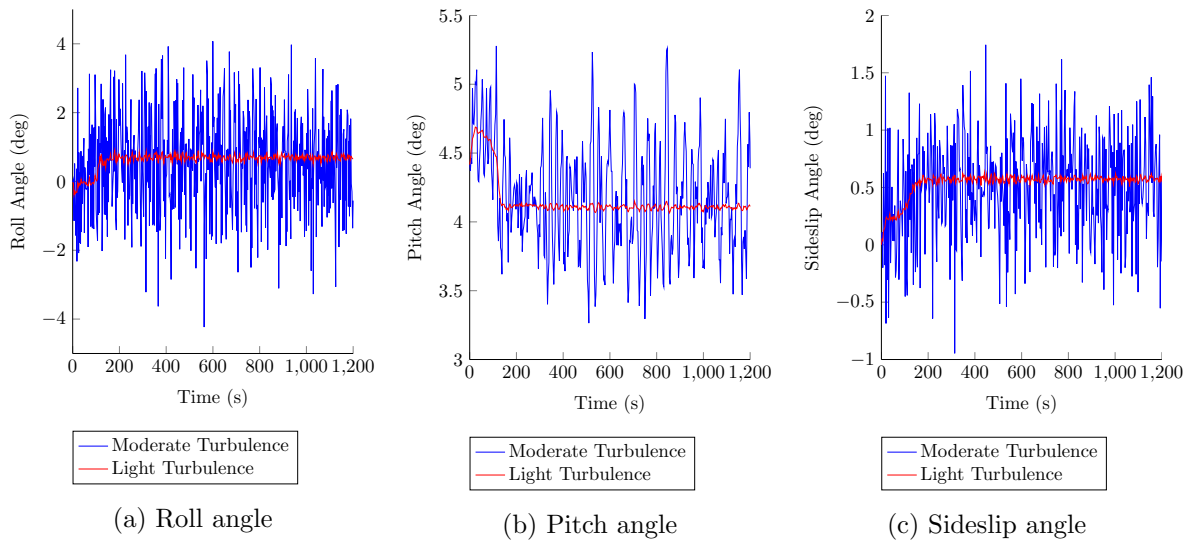 4
2
0
−2
−4
0
200
400
600
800
1,000
1,200
Roll Angle (deg)
Time (s)
Moderate Turbulence
Light Turbulence
(a) Roll angle
5.5
5
4.5
4
3.5
3
0
200
400
600
800
1,000
1,200
Pitch Angle (deg)
Time (s)
Moderate Turbulence
Light Turbulence
(b) Pitch angle
2
1.5
1
0.5
0
−0.5
−1
0
200
400
600
800
1,000
1,200
Sideslip Angle (deg)
Time (s)
Moderate Turbulence
Light Turbulence
(c) Sideslip angle